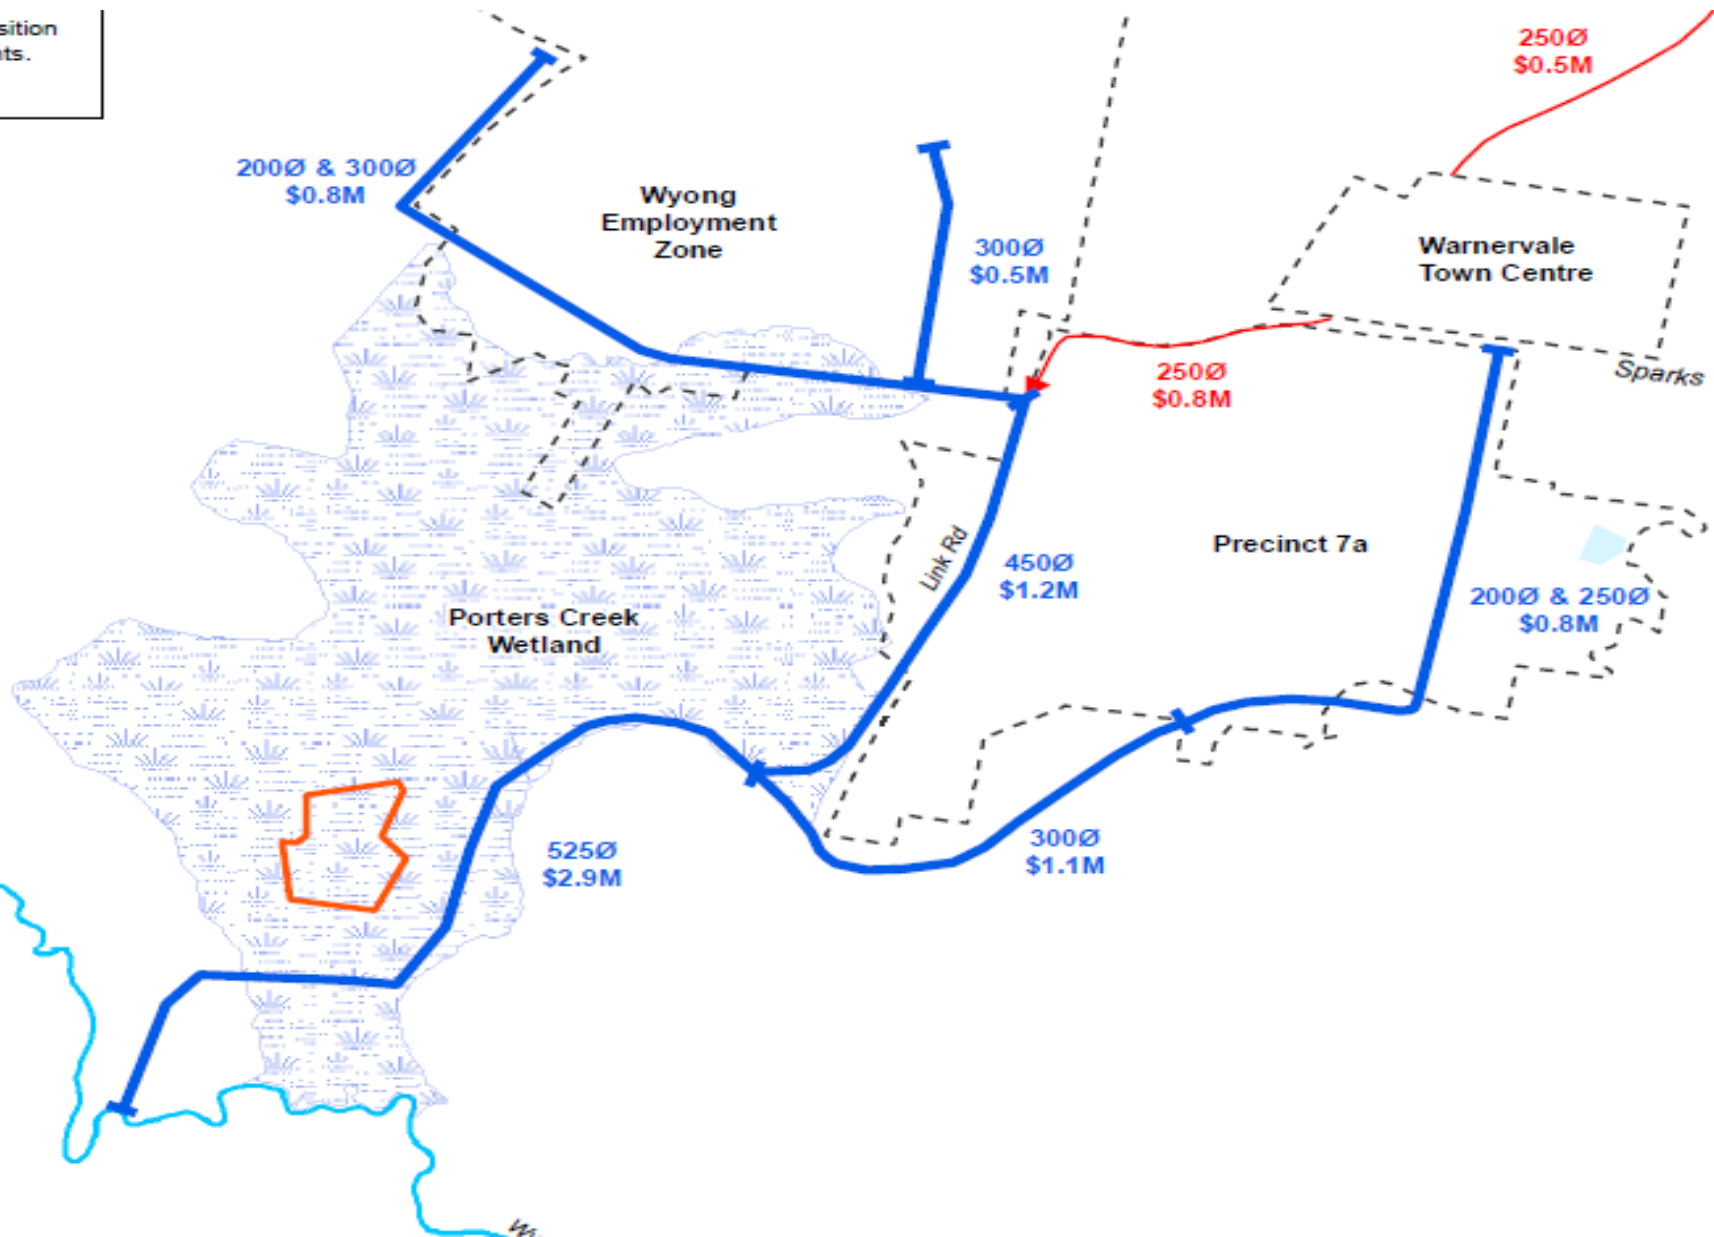 sition
nts.
250Ø
$0.5M
200Ø & 300Ø
$0.8M
Wyong
Employment
Zone
300Ø
$0.5M
Warnervale
Town Centre
250Ø
$0.8M
Sparks
Link Rd
450Ø
$1.2M
Precinct 7a
200Ø & 250Ø
$0.8M
Porters Creek
Wetland
525Ø
$2.9M
300Ø
$1.1M